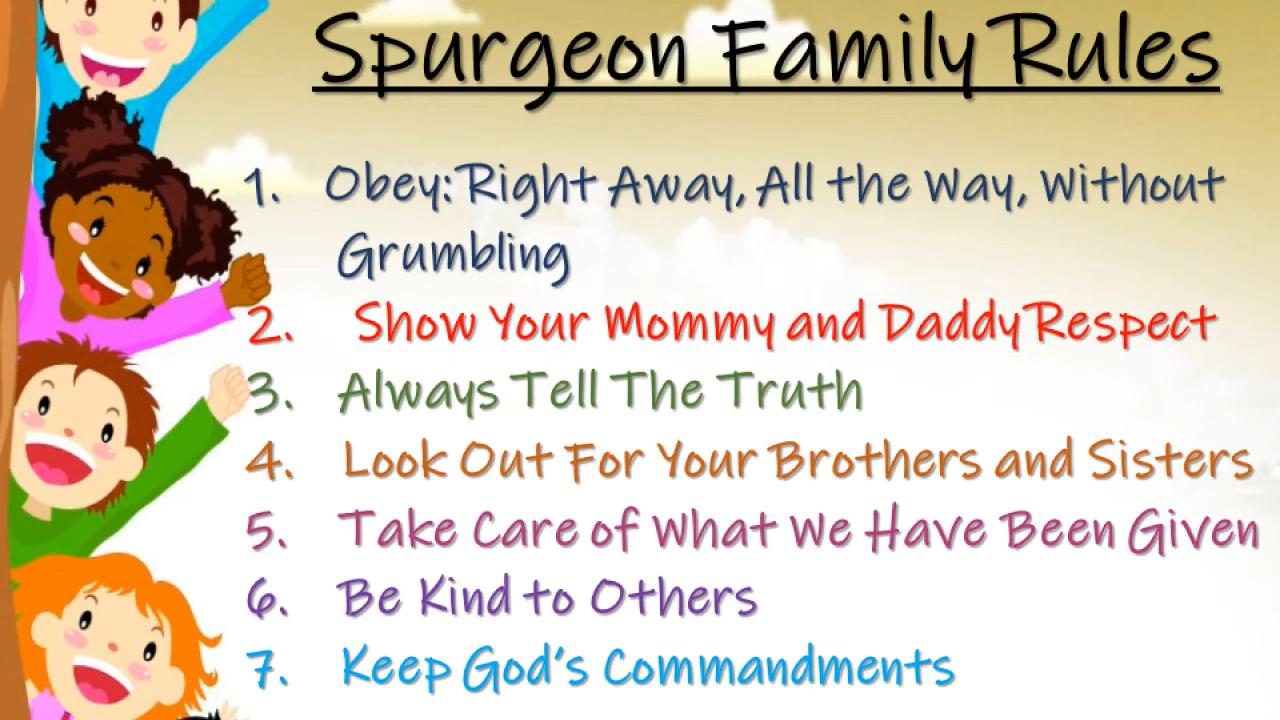 Spurgeon Family Rules
1. Obey: Right Away, All the Way, Without
Grumbling
2. Show Your Mommy and Daddy Respect
3. Always Tell The Truth
4. Look Out For Your Brothers and Sisters
5. Take Care of What We Have Been Given
6. Be Kind to Others
7. Keep God's Commandments